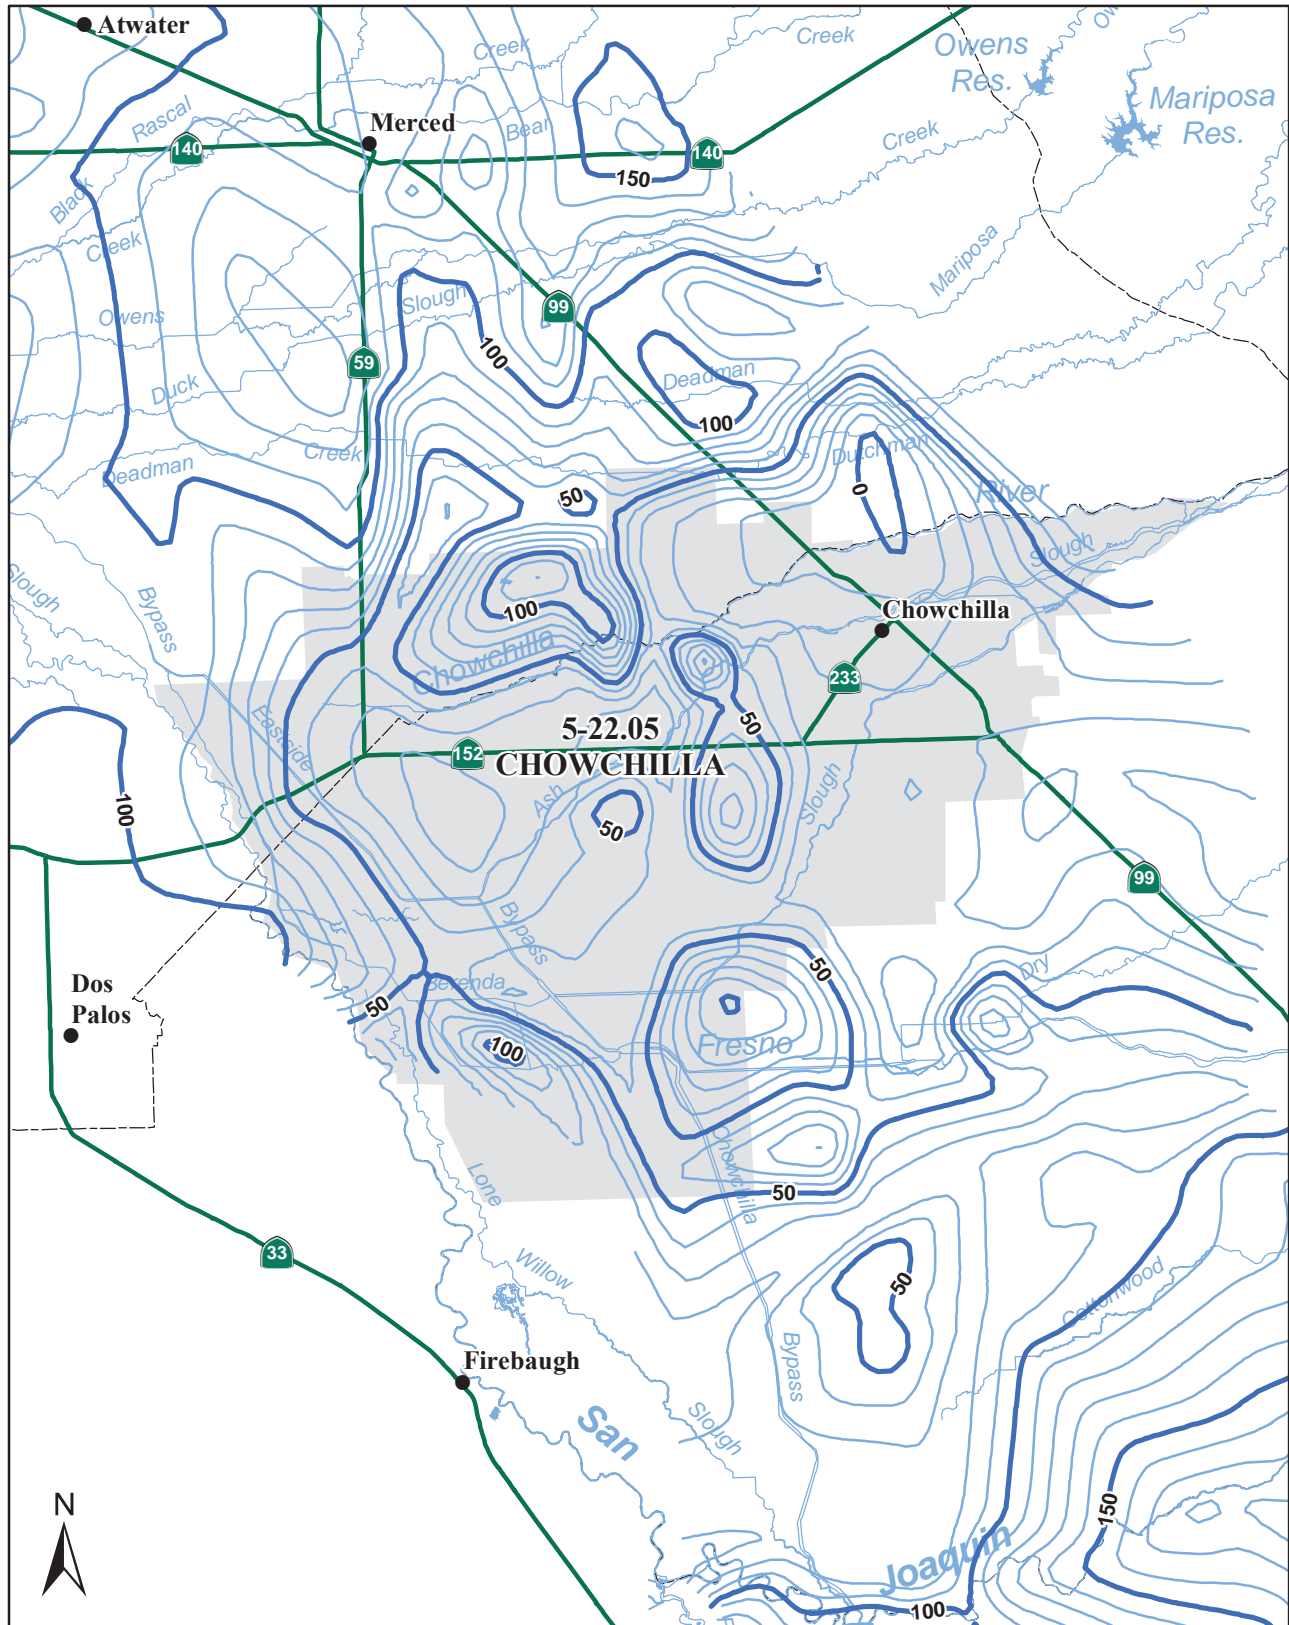 Atwater
Creek
Creek
Owens
Res.
Mariposa
Res.
Rascal
Merced
Bear
Creek
140
140
150
Black
Creek
Mariposa
Owens
Slough
99
59
100
Duck
Deadman
100
Creek
Dutchman
Deadman
50
0
River
Slough
Slough
Bypass
100
Chowchilla
Chowchilla
233
Eastside
50
5-22.05
CHOWCHILLA
152
100
Ash
Slough
50
99
Bypass
Dos
Palos
50
Berenda
50
Dry
100
Fresno
Chowchilla
Lone
50
33
Willow
50
Cottonwood
Firebaugh
Bypass
San
Slough
150
N
Joaquin
100